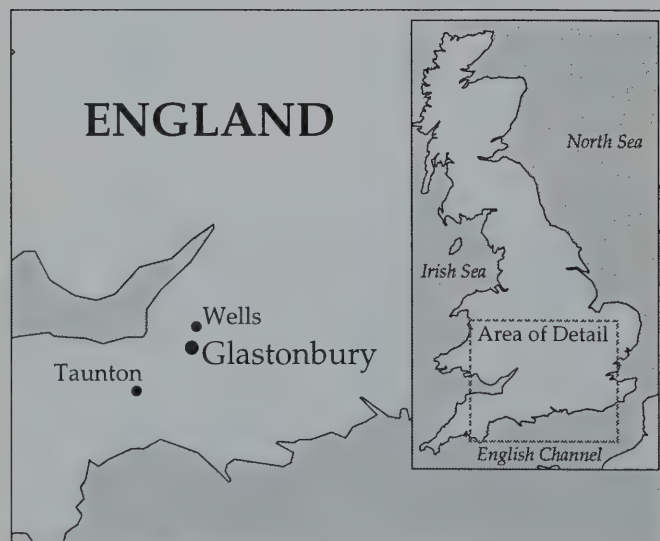 ENGLAND
Wells
Glastonbury
Taunton
North Sea
Irish Sea
Area of Detail
English Channel